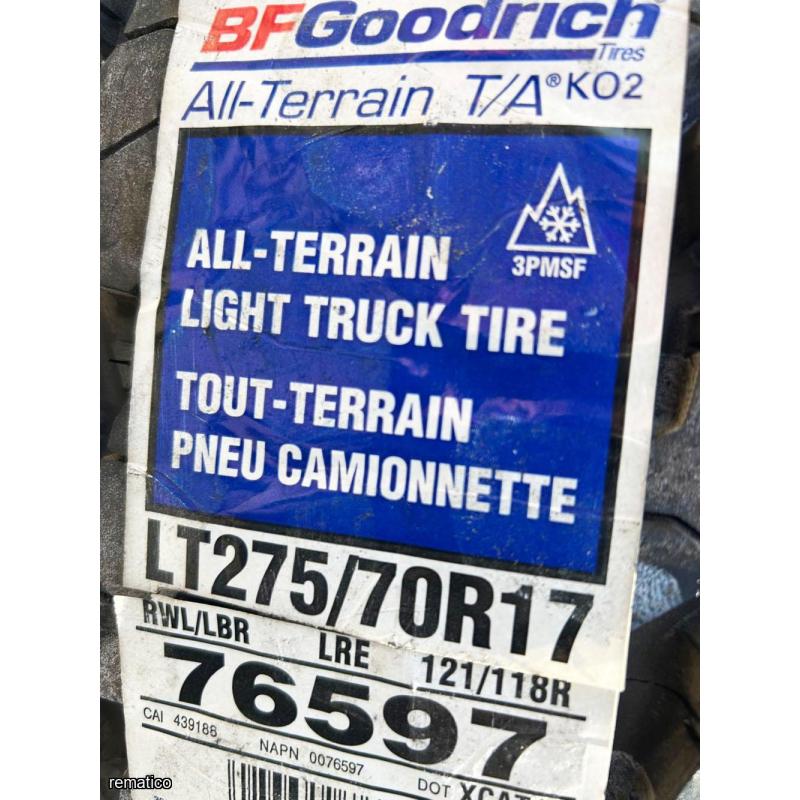 BFGoodrich
Tires
All-Terrain T/A® KO2
3PMSF
ALL-TERRAIN
LIGHT TRUCK TIRE
TOUT-TERRAIN
PNEU CAMIONNETTE
LT275/70R17
RWL/LBR LRE 121/118R
76597
CAI 439186 NAPN 0076597 DOT
rematico